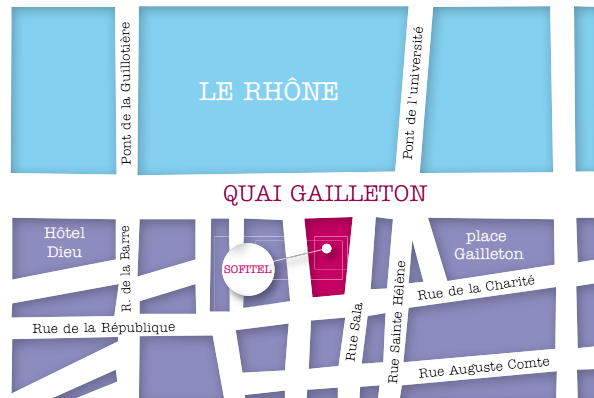 Pont de la Guillotière
LE RHÔNE
Pont de l'université
QUAI GAILLETON
Hôtel
Dieu
R. de la Barre
SOFITEL
place
Gailleton
Rue de la Charité
Rue Sainte Hélène
Rue Sala
Rue de la République
Rue Auguste Comte